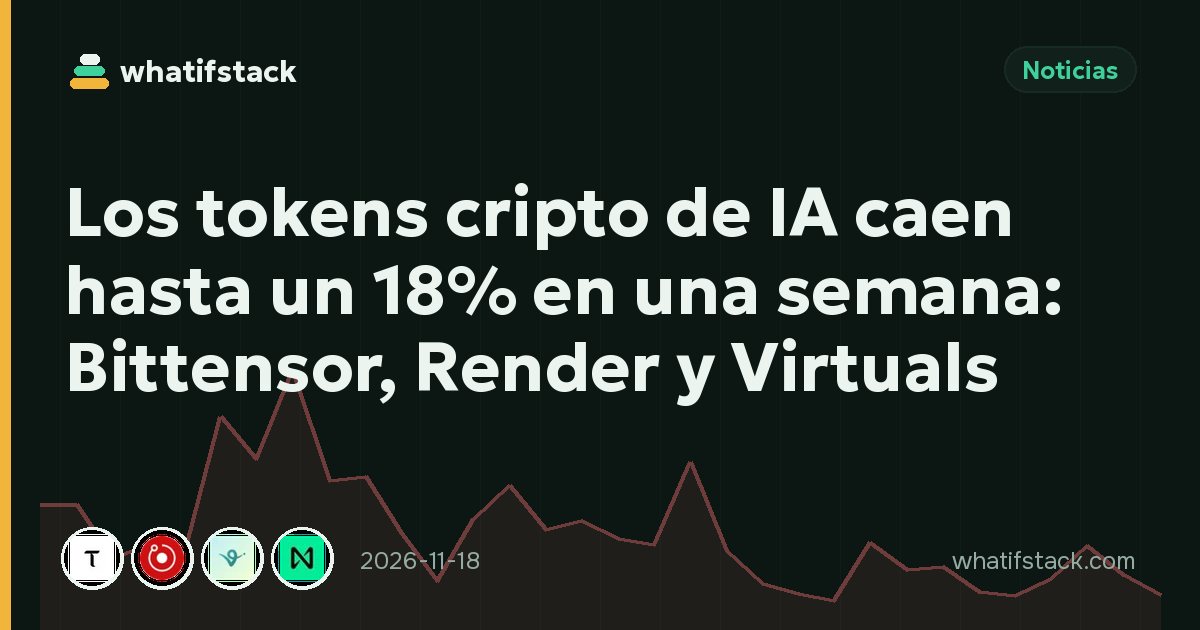 whatifstack
Noticias
Los tokens cripto de IA caen
hasta un 18% en una semana:
Bittensor, Render y Virtuals
τ
2026-11-18
whatifstack.com